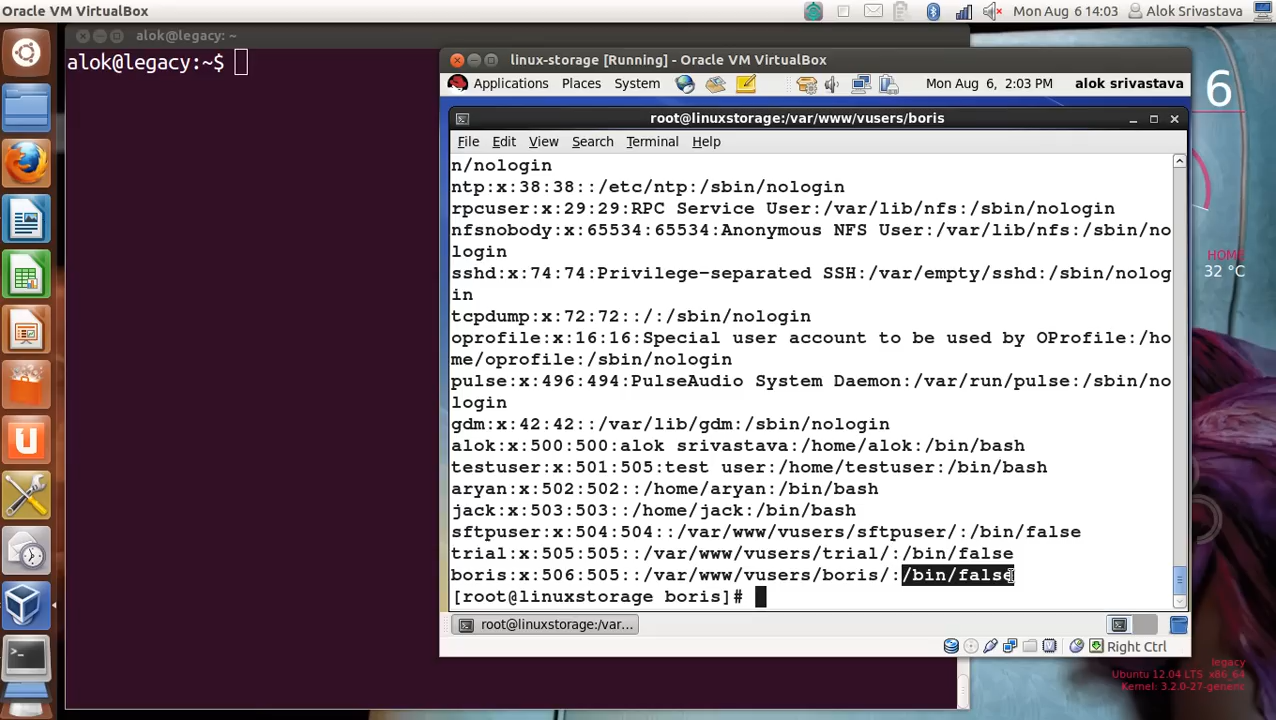 Oracle VM VirtualBox
Mon Aug 6 14:03
Alok Srivastava
alok@legacy: ~
alok@legacy:~$
6
HOME
32 °C
linux-storage [Running] - Oracle VM VirtualBox
Applications Places System
Mon Aug 6, 2:03 PM alok srivastava
root@linuxstorage:/var/www/vusers/boris
File Edit View Search Terminal Help
n/nologin
ntp:x:38:38::/etc/ntp:/sbin/nologin
rpcuser:x:29:29:RPC Service User:/var/lib/nfs:/sbin/nologin
nfsnobody:x:65534:65534:Anonymous NFS User:/var/lib/nfs:/sbin/no
login
sshd:x:74:74:Privilege-separated SSH:/var/empty/sshd:/sbin/nolog
in
tcpdump:x:72:72::/:/sbin/nologin
oprofile:x:16:16:Special user account to be used by OProfile:/ho
me/oprofile:/sbin/nologin
pulse:x:496:494:PulseAudio System Daemon:/var/run/pulse:/sbin/no
login
gdm:x:42:42::/var/lib/gdm:/sbin/nologin
alok:x:500:500:alok srivastava:/home/alok:/bin/bash
testuser:x:501:505:test user:/home/testuser:/bin/bash
aryan:x:502:502::/home/aryan:/bin/bash
jack:x:503:503::/home/jack:/bin/bash
sftpuser:x:504:504::/var/www/vusers/sftpuser/:/bin/false
trial:x:505:505::/var/www/vusers/trial/:/bin/false
boris:x:506:505::/var/www/vusers/boris/:/bin/false
[root@linuxstorage boris]#
root@linuxstorage:/var...
Right Ctrl
legacy
Ubuntu 12.04 LTS x86_64
Kernel: 3.2.0-27-generic